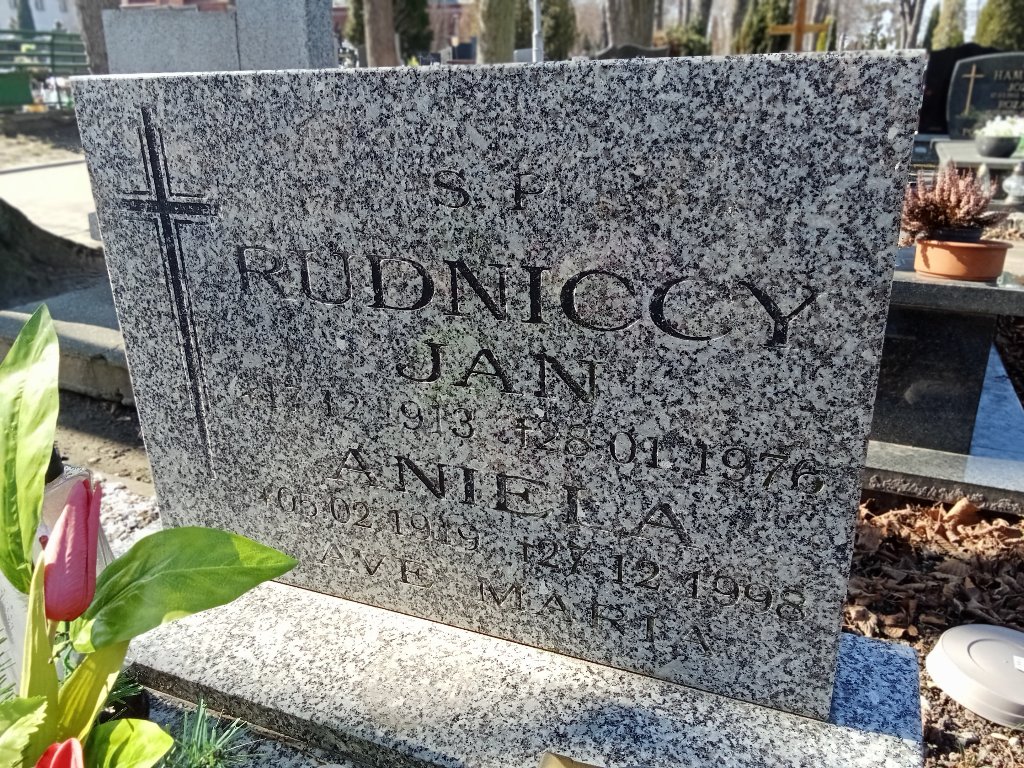 S. P.
RUDNICCY
JAN
*17.12.1913 †28.01.1976
ANIELA
*05.02.1919 †27.12.1998
AVE MARIA